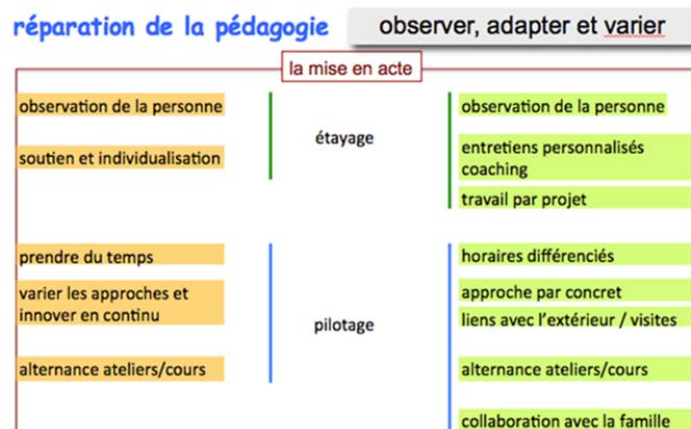 réparation de la pédagogie
observer, adapter et varier
la mise en acte
observation de la personne
soutien et individualisation
étayage
observation de la personne
entretiens personnalisés
coaching
travail par projet
prendre du temps
varier les approches et
innover en continu
alternance ateliers/cours
pilotage
horaires différenciés
approche par concret
liens avec l'extérieur / visites
alternance ateliers/cours
collaboration avec la famille